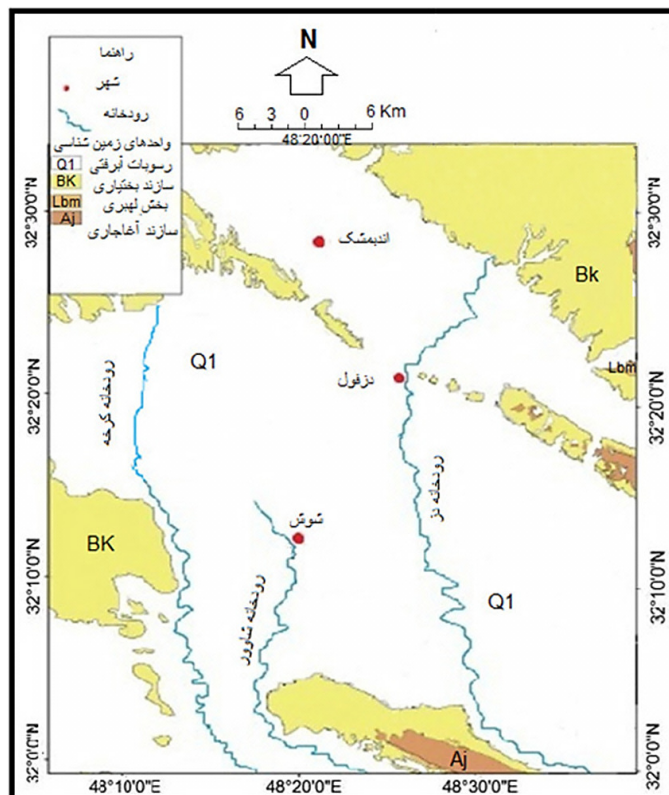 N
6 3 0 6 Km
48°20'0"E
راهنما
شهر
رودخانه
واحدهای زمین شناسی
Q1 رسوبات آبرفتی
BK سازند بختیاری
Lbm بخش لهبری
Aj سازند آغاجاری
32°30'0"N
32°30'0"N
اندیمشک
Bk
Q1
Lbm
دزفول
32°20'0"N
32°20'0"N
رودخانه کرخه
رودخانه دز
شوش
BK
32°10'0"N
32°10'0"N
Q1
رودخانه شاوور
Aj
32°0'0"N
32°0'0"N
48°10'0"E
48°20'0"E
48°30'0"E